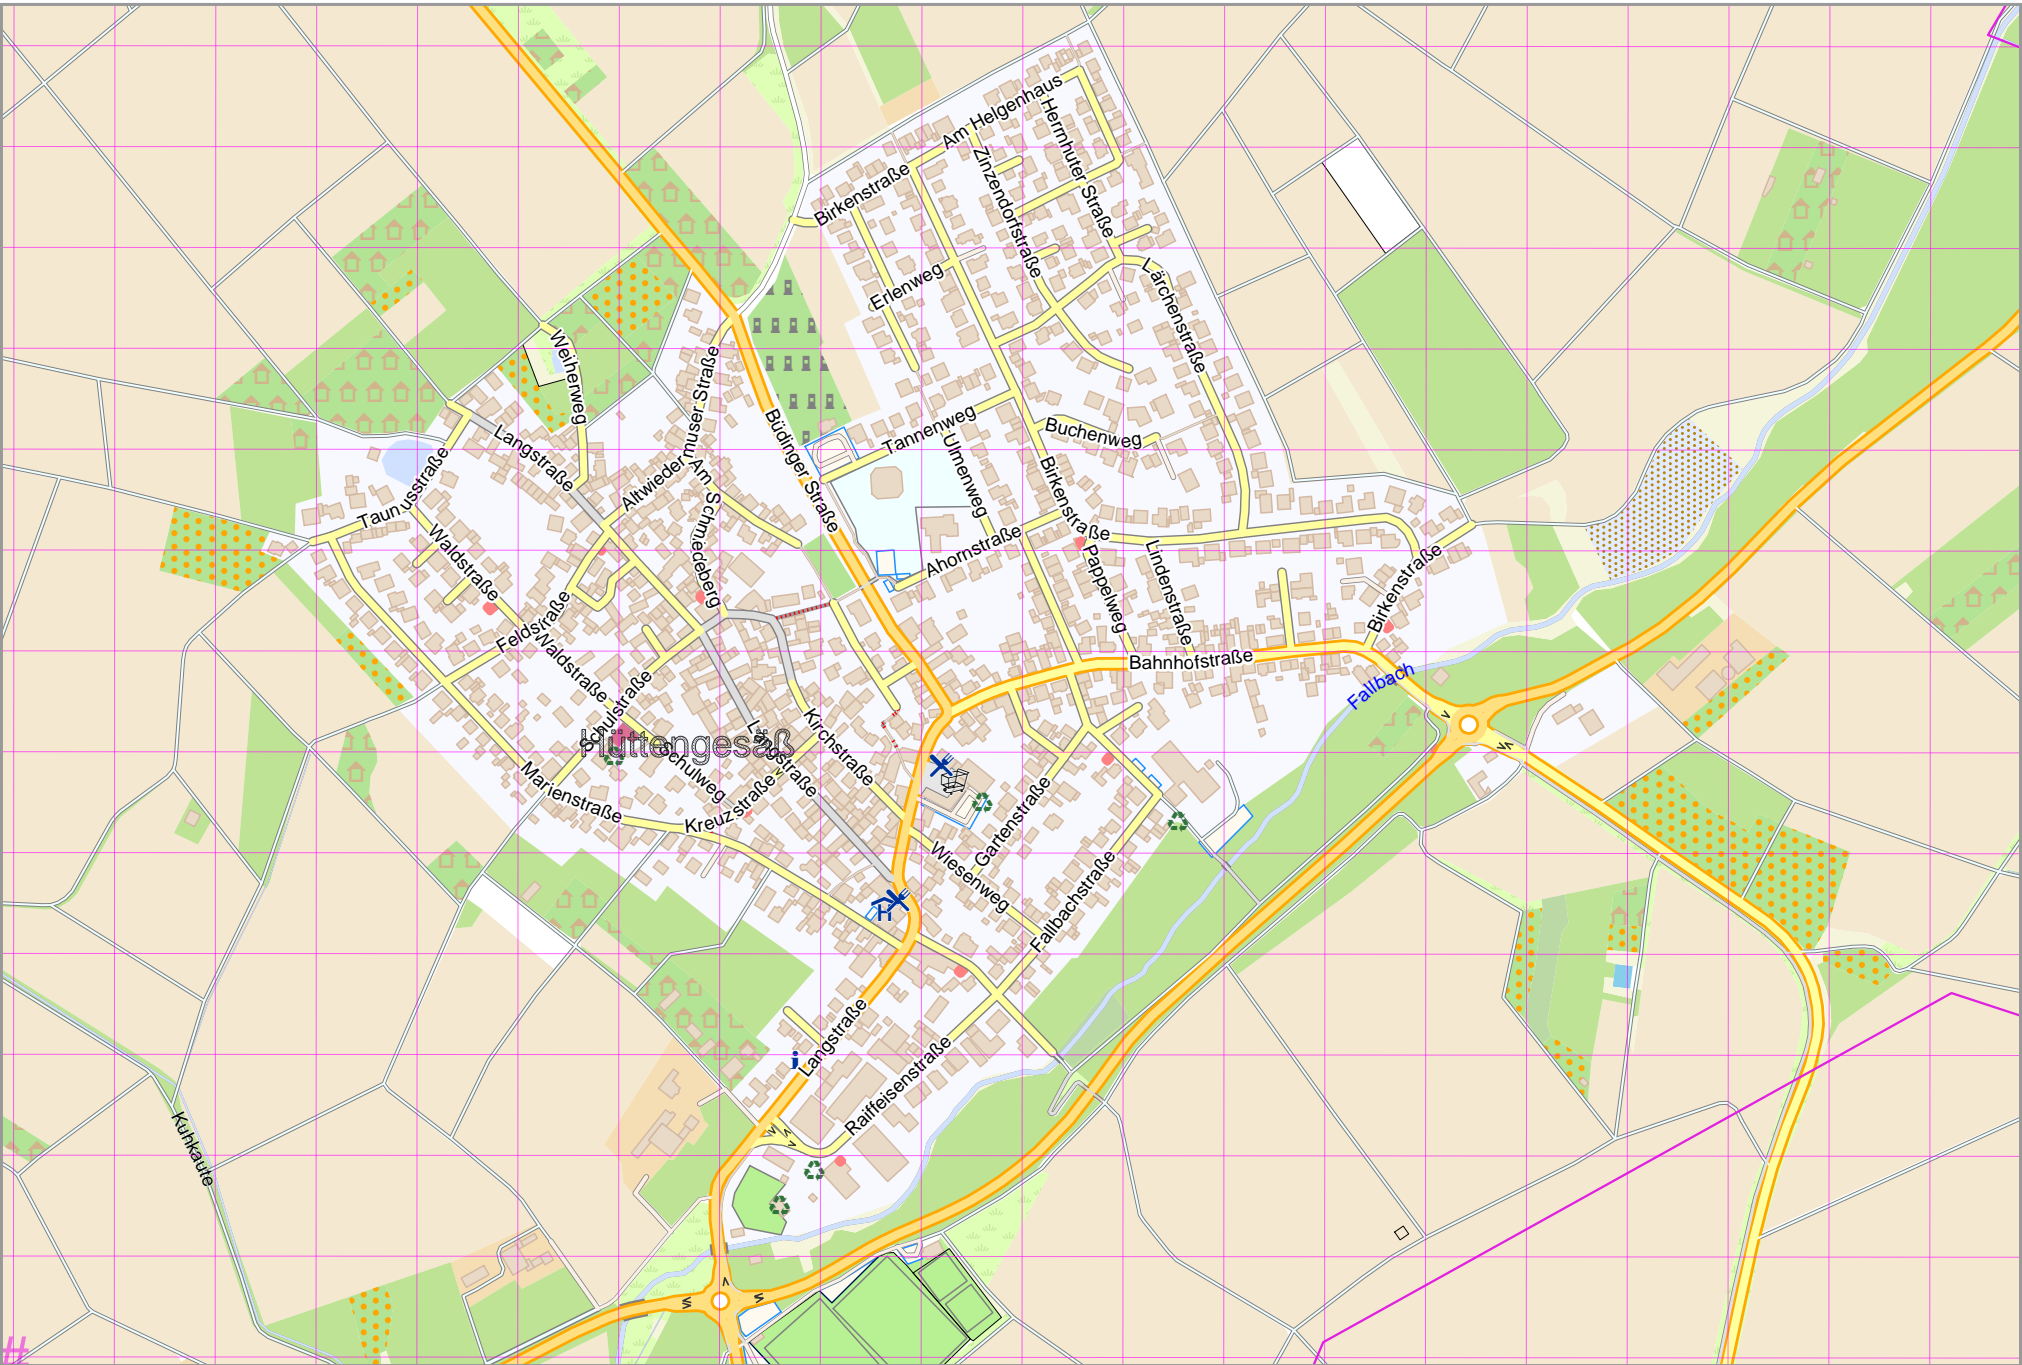 Am Helgenhaus
Herrnhuter Straße
Zinzendorfstraße
Birkenstraße
Erlenweg
Lärchenstraße
Weiherweg
Altwiedermuser Straße
Büdinger Straße
Tannenweg
Ulmenweg
Buchenweg
Langstraße
Taunusstraße
Am Schmiedeberg
Birkenstraße
Waldstraße
Ahornstraße
Pappelweg
Lindenstraße
Birkenstraße
Feldstraße
Waldstraße
Bahnhofstraße
Fallbach
Schulstraße
Hüttengesäß
Schulweg
Langstraße
Kirchstraße
Marienstraße
Kreuzstraße
Gartenstraße
Wiesenweg
Fallbachstraße
H
i
Langstraße
Raiffeisenstraße
Kuhkaute
#